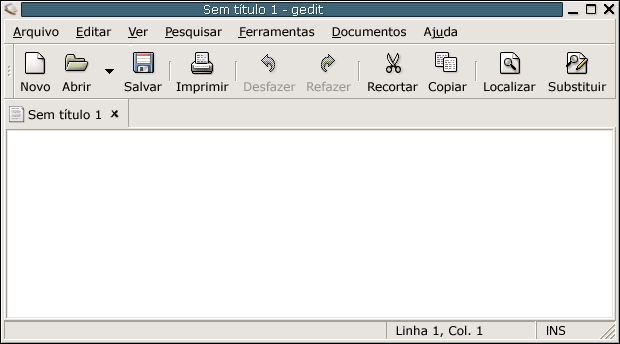 Sem título 1 - gedit
Arquivo Editar Ver Pesquisar Ferramentas Documentos Ajuda
Novo Abrir Salvar Imprimir Desfazer Refazer Recortar Copiar Localizar Substituir
Sem título 1
Linha 1, Col. 1 INS